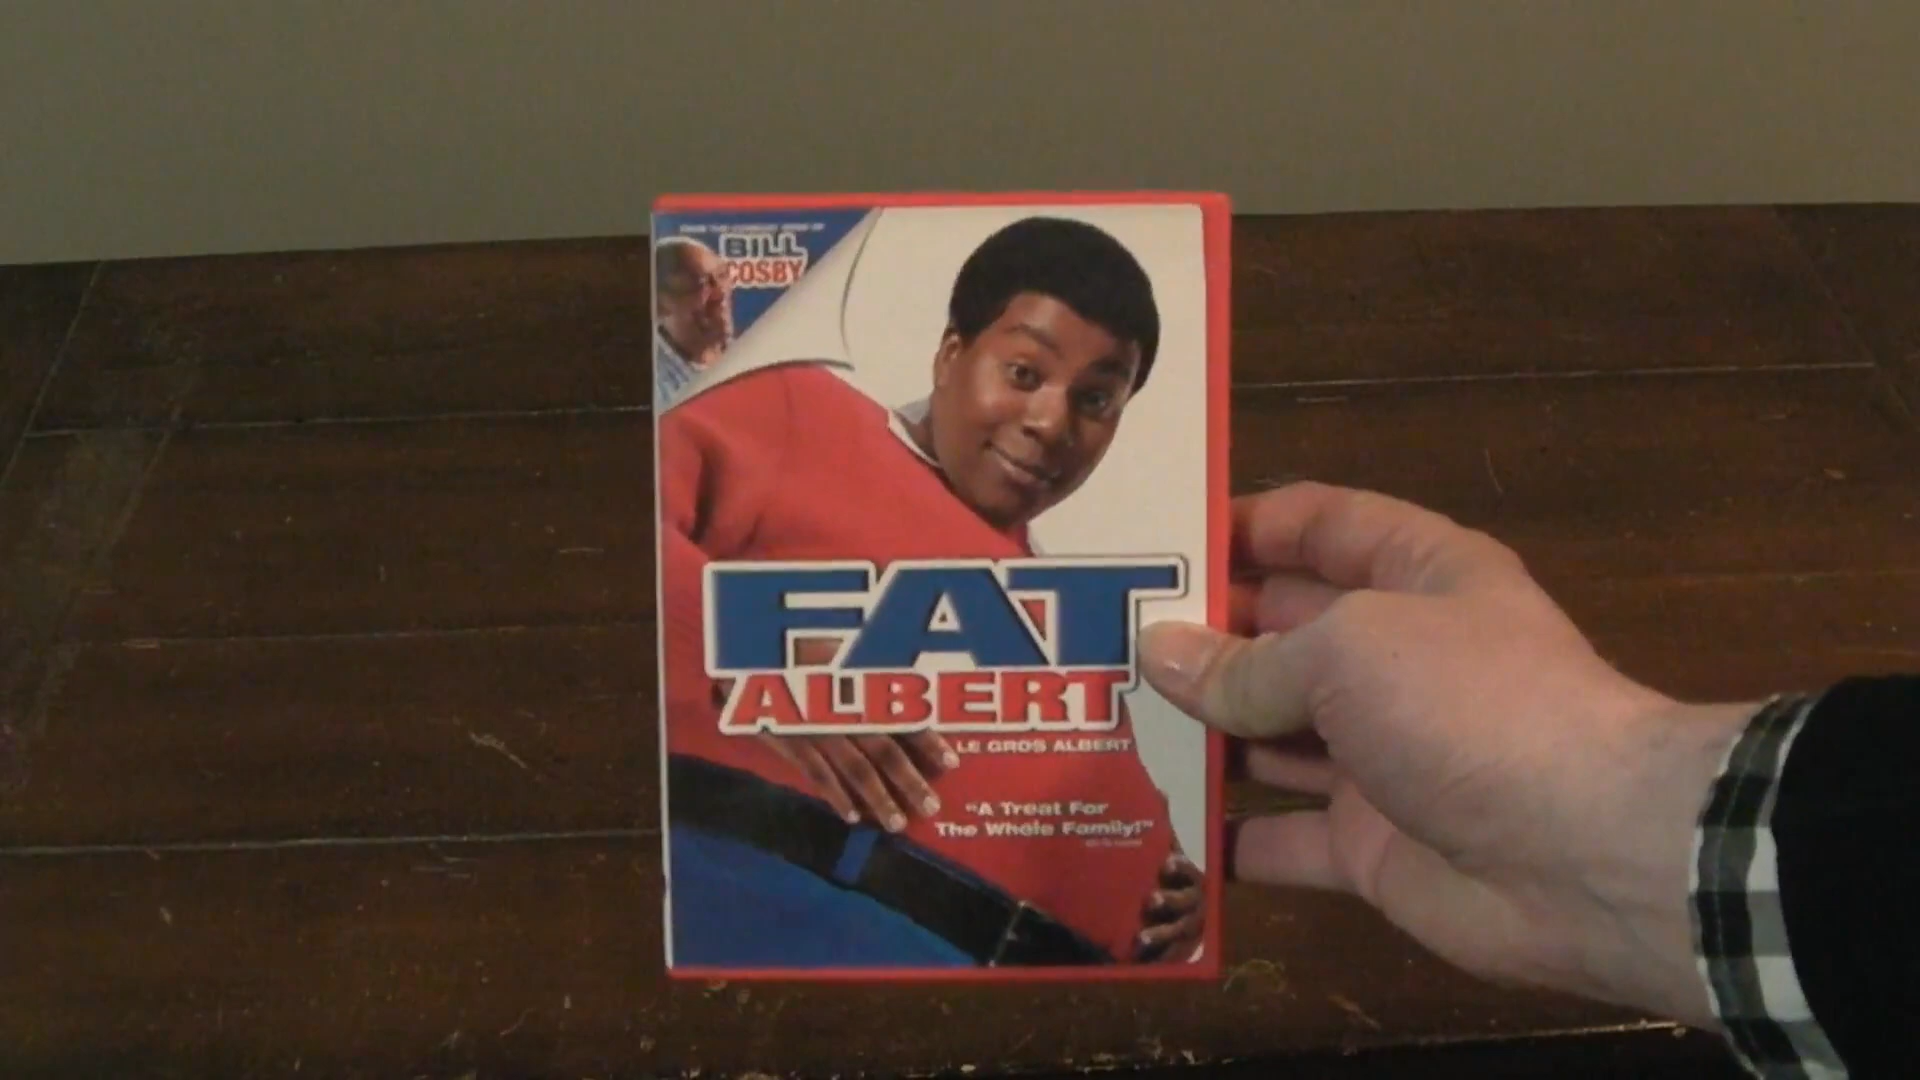 BILL
COSBY
FAT
ALBERT
LE GROS ALBERT
"A Treat For
The Whole Family!"